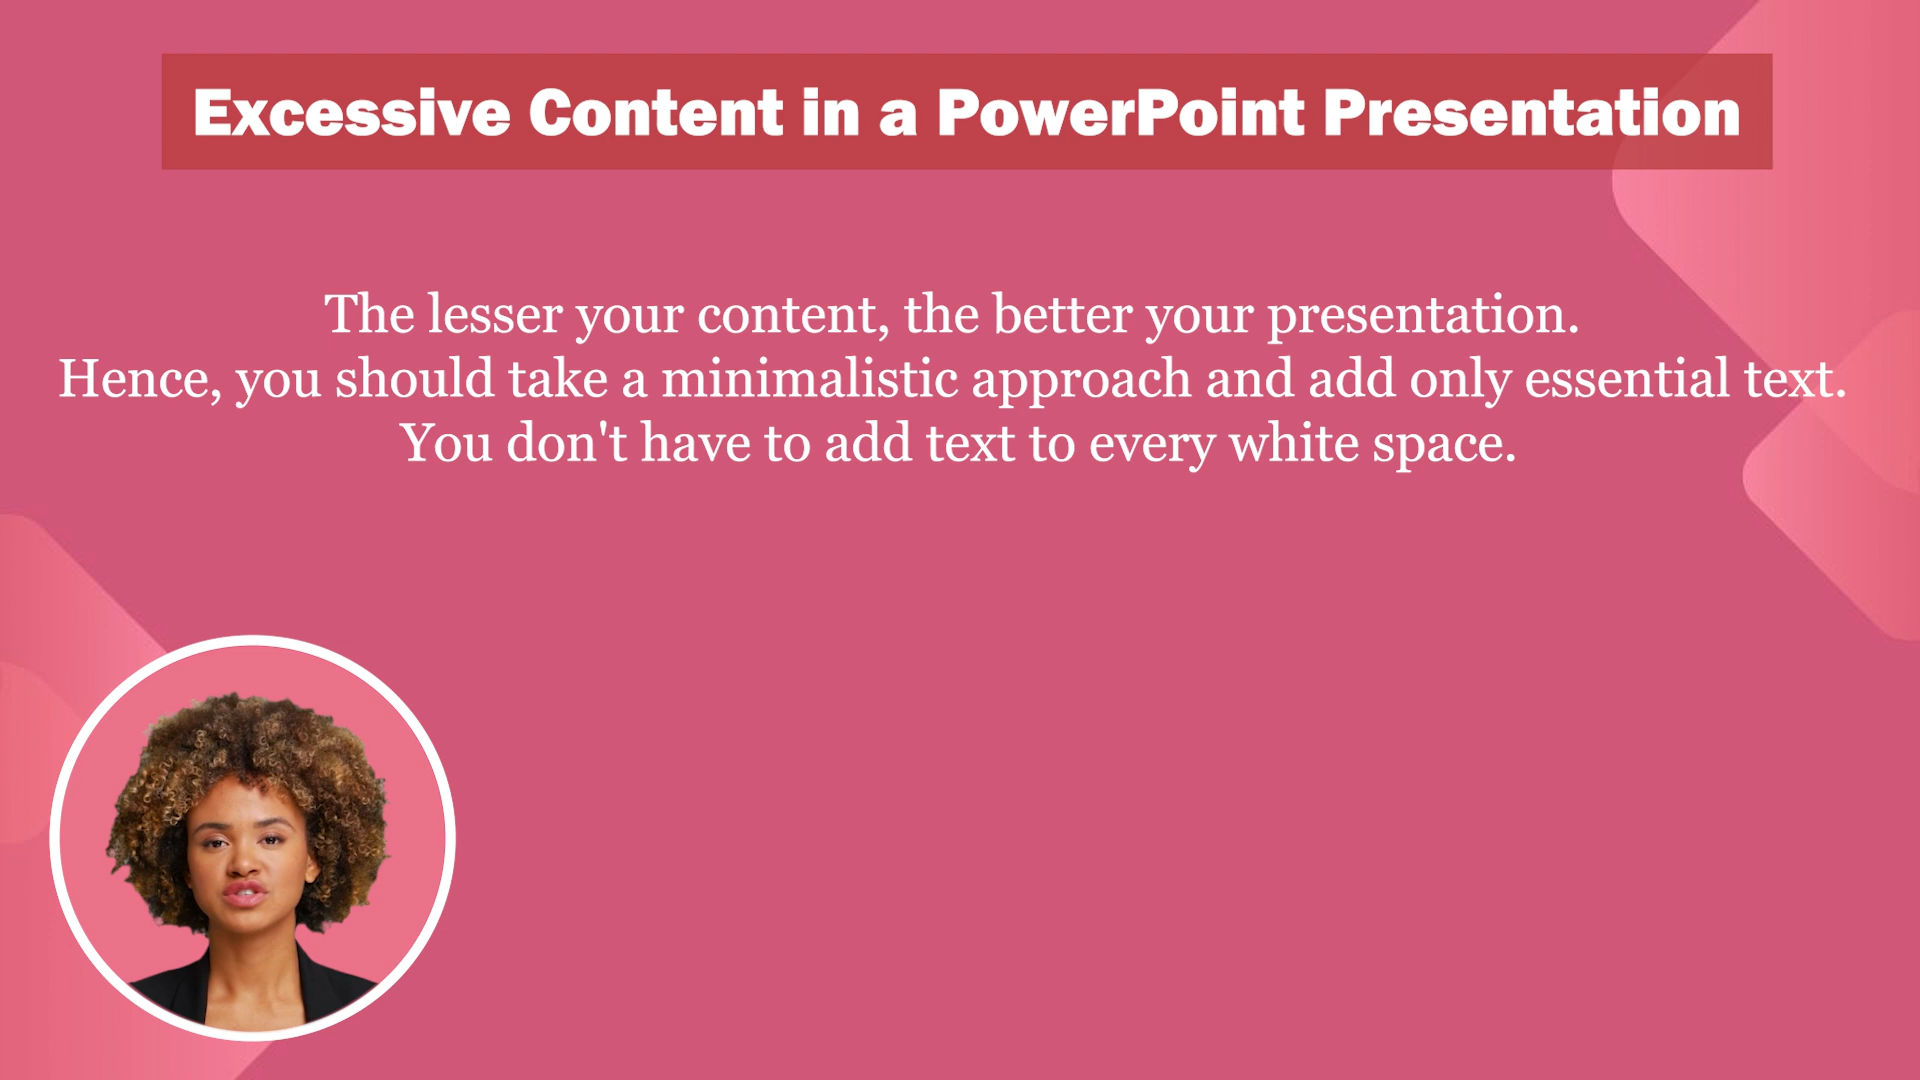 Excessive Content in a PowerPoint Presentation
The lesser your content, the better your presentation.
Hence, you should take a minimalistic approach and add only essential text.
You don't have to add text to every white space.